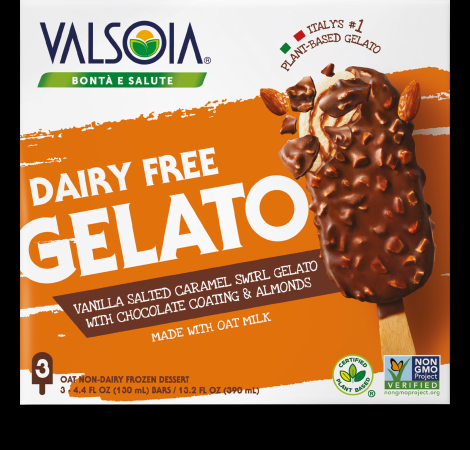 VALSOIA®
BONTÀ E SALUTE
ITALY'S #1
PLANT-BASED GELATO
DAIRY FREE
GELATO
VANILLA SALTED CARAMEL SWIRL GELATO
WITH CHOCOLATE COATING & ALMONDS
MADE WITH OAT MILK
3
OAT NON-DAIRY FROZEN DESSERT
3 - 4.4 FL OZ (130 mL) BARS / 13.2 FL OZ (390 mL)
CERTIFIED
PLANT BASED
NON
GMO
Project
VERIFIED
nongmoproject.org